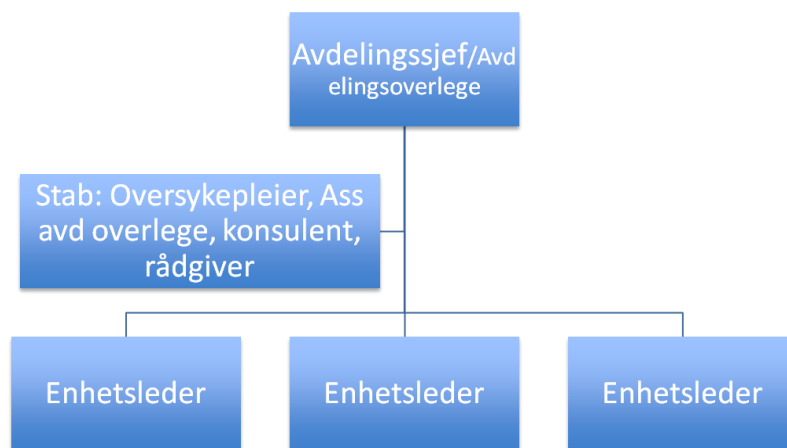 Avdelingssjef/Avd
elingsoverlege
Stab: Oversykepleier, Ass
avd overlege, konsulent,
rådgiver
Enhetsleder
Enhetsleder
Enhetsleder